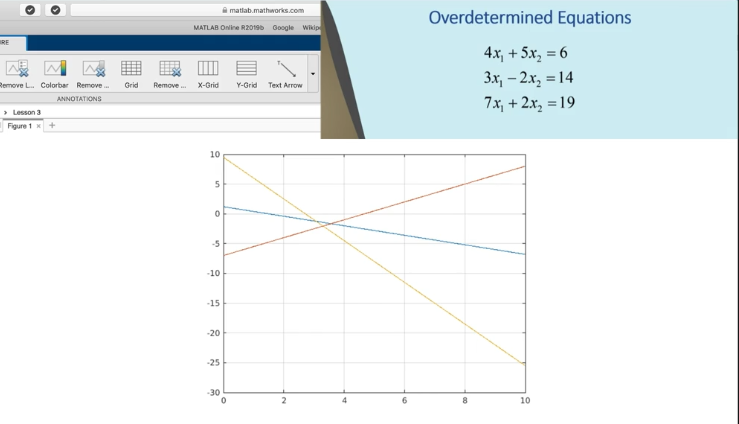 matlab.mathworks.com
MATLAB Online R2019b Google
RE
Colorbar Remove ... Grid Remove ... X-Grid Y-Grid Text Arrow
ANNOTATIONS
› Lesson 3
Figure 1 × +
Overdetermined Equations
4x₁ + 5x₂ = 6
3x₁ − 2x₂ = 14
7x₁ + 2x₂ = 19
10
5
0
-5
-10
-15
-20
-25
-30
0 2 4 6 8 10